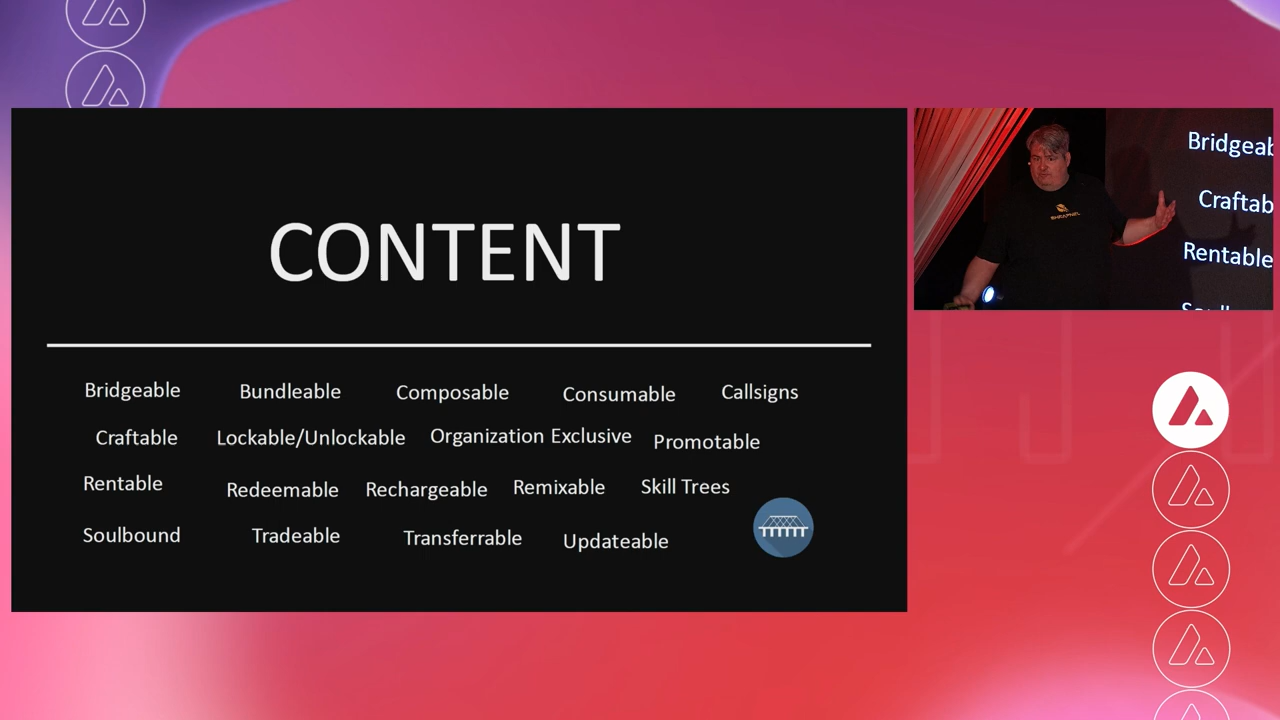 CONTENT
Bridgeable Bundleable Composable Consumable Callsigns
Craftable Lockable/Unlockable Organization Exclusive Promotable
Rentable Redeemable Rechargeable Remixable Skill Trees
Soulbound Tradeable Transferrable Updateable
Bridgeab
Craftab
Rentable